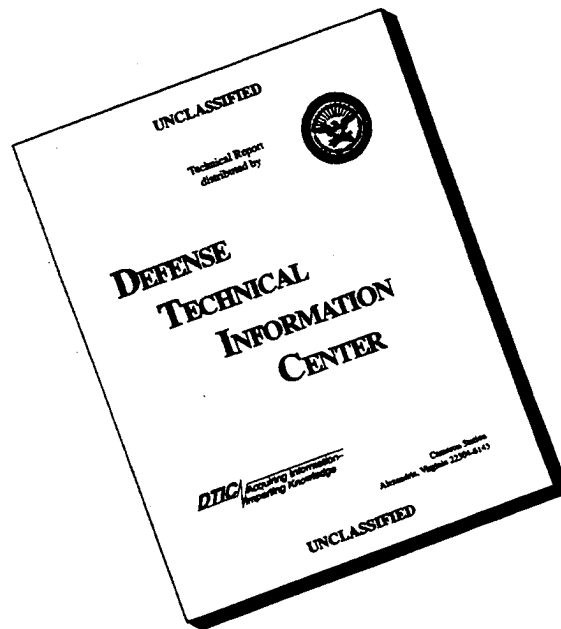 UNCLASSIFIED
Technical Report
distributed by
DEFENSE
TECHNICAL
INFORMATION
CENTER
DTIC
Acquiring Information–
Imparting Knowledge
Cameron Station
Alexandria, Virginia 22304-6145
UNCLASSIFIED